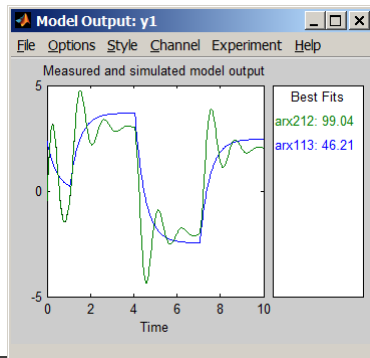 Model Output: y1
File Options Style Channel Experiment Help
Measured and simulated model output
5
0
-5
0 2 4 6 8 10
Time
Best Fits
arx212: 99.04
arx113: 46.21